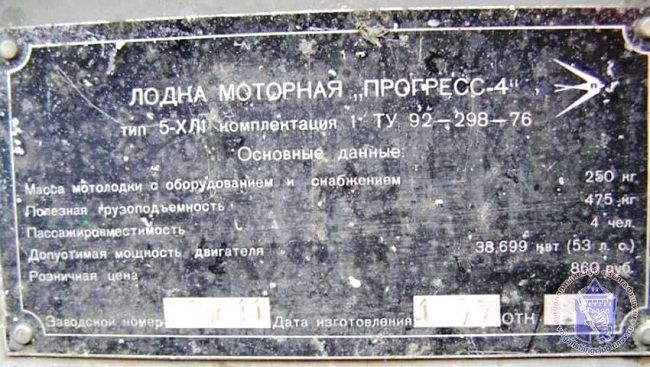 ЛОДКА МОТОРНАЯ „ПРОГРЕСС-4"
тип 5-ХЛ1 комплектация 1 ТУ 92—298—76
Основные данные:
Масса мотолодки с оборудованием и снабжением 250 кг
Полезная грузоподъемность 475 кг
Пассажировместимость 4 чел.
Допустимая мощность двигателя 38,699 квт (53 л. с.)
Розничная цена 860 руб.
Заводской номер Дата изготовления 1 77 ОТК